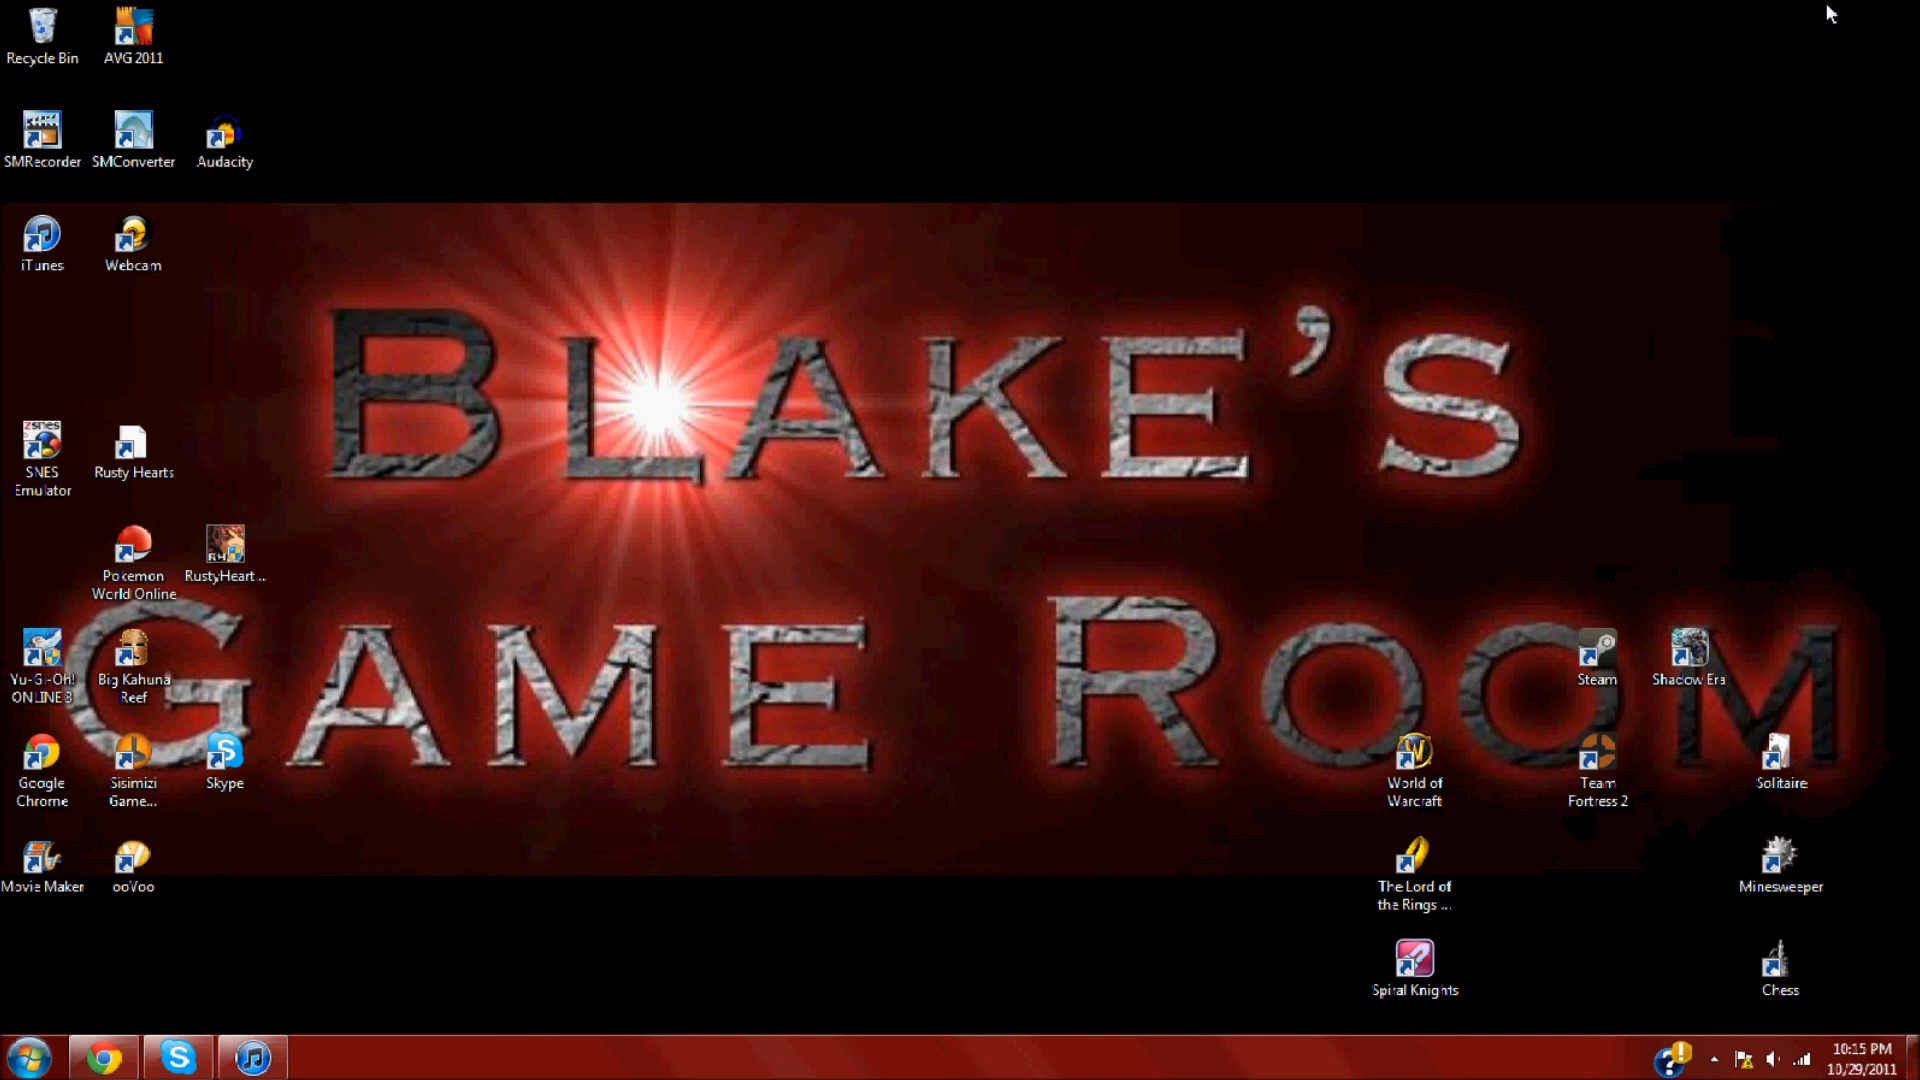 Recycle Bin
AVG 2011
SMRecorder
SMConverter
Audacity
iTunes
Webcam
BLAKE'S
zsnes
SNES
Emulator
Rusty Hearts
Pokemon
World Online
RH
RustyHeart...
GAME ROOM
Yu-Gi-Oh!
ONLINE 3
Big Kahuna
Reef
Steam
Shadow Era
Google
Chrome
Sisimizi
Game...
Skype
World of
Warcraft
Team
Fortress 2
Solitaire
Movie Maker
ooVoo
The Lord of
the Rings ...
Minesweeper
Spiral Knights
Chess
10:15 PM
10/29/2011